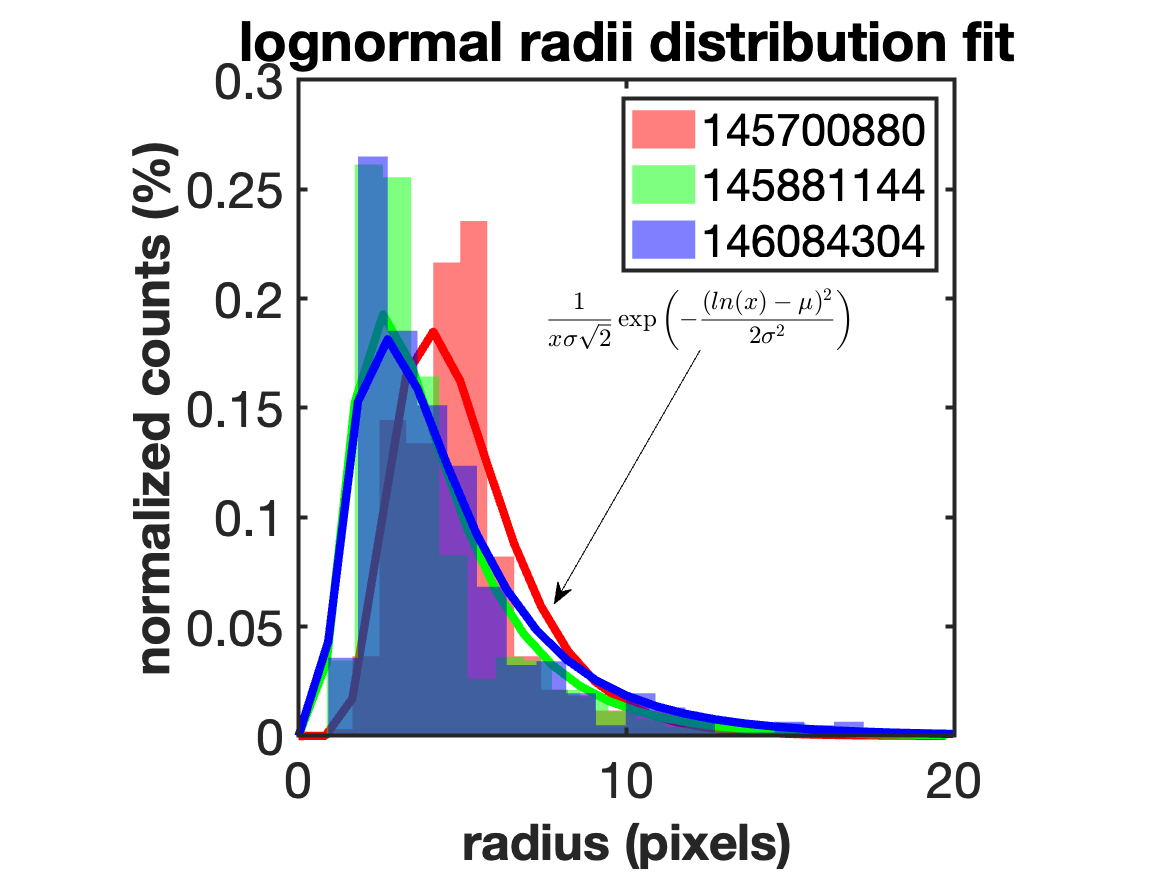 lognormal radii distribution fit
0.3
0.25
0.2
0.15
0.1
0.05
0
normalized counts (%)
145700880
145881144
146084304
\frac{1}{x\sigma\sqrt{2}} \exp\left(-\frac{(ln(x)-\mu)^2}{2\sigma^2}\right)
0 10 20
radius (pixels)